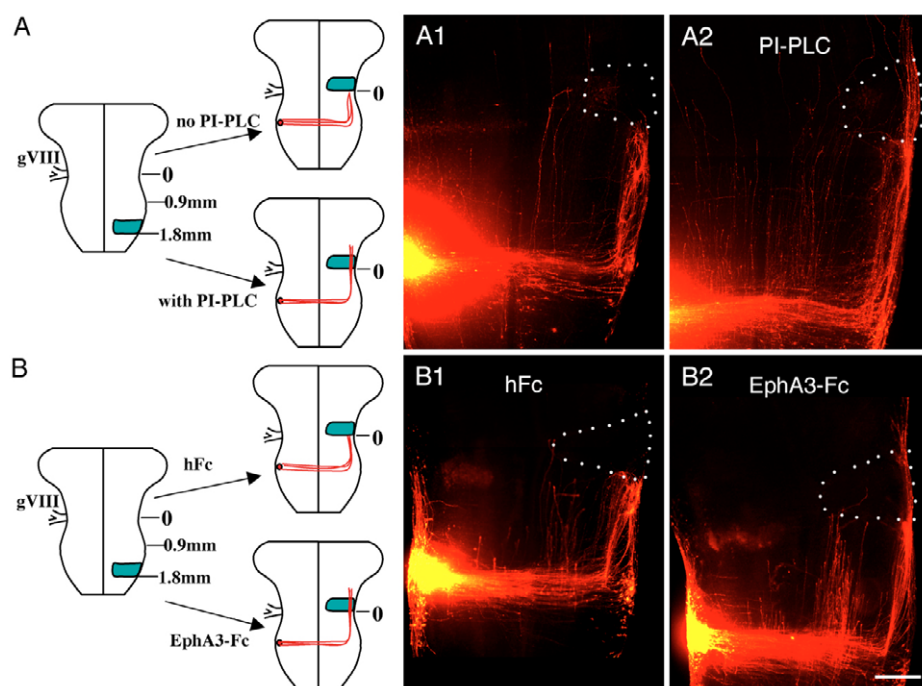 A
gVIII
0
0.9mm
1.8mm
no PI-PLC
0
with PI-PLC
0
A1
A2
PI-PLC
B
gVIII
0
0.9mm
1.8mm
hFc
0
EphA3-Fc
0
B1
hFc
B2
EphA3-Fc